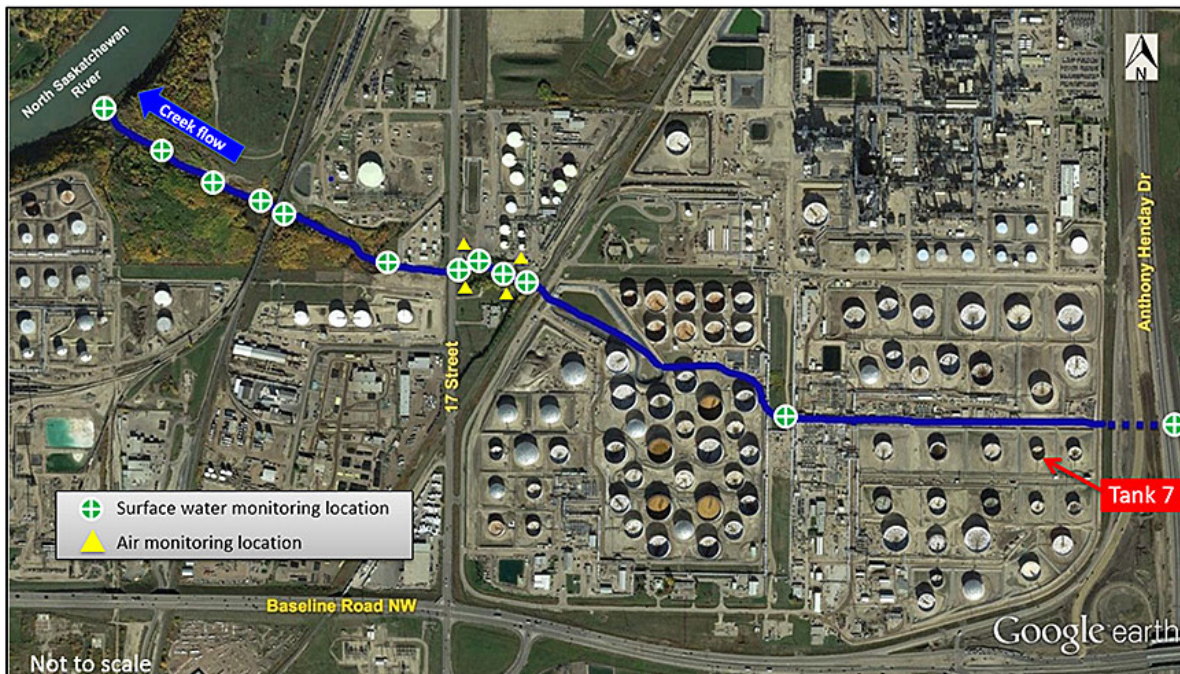 North Saskatchewan
River
Creek flow
N
Anthony Henday Dr
17 Street
Tank 7
Surface water monitoring location
Air monitoring location
Baseline Road NW
Google earth
Not to scale